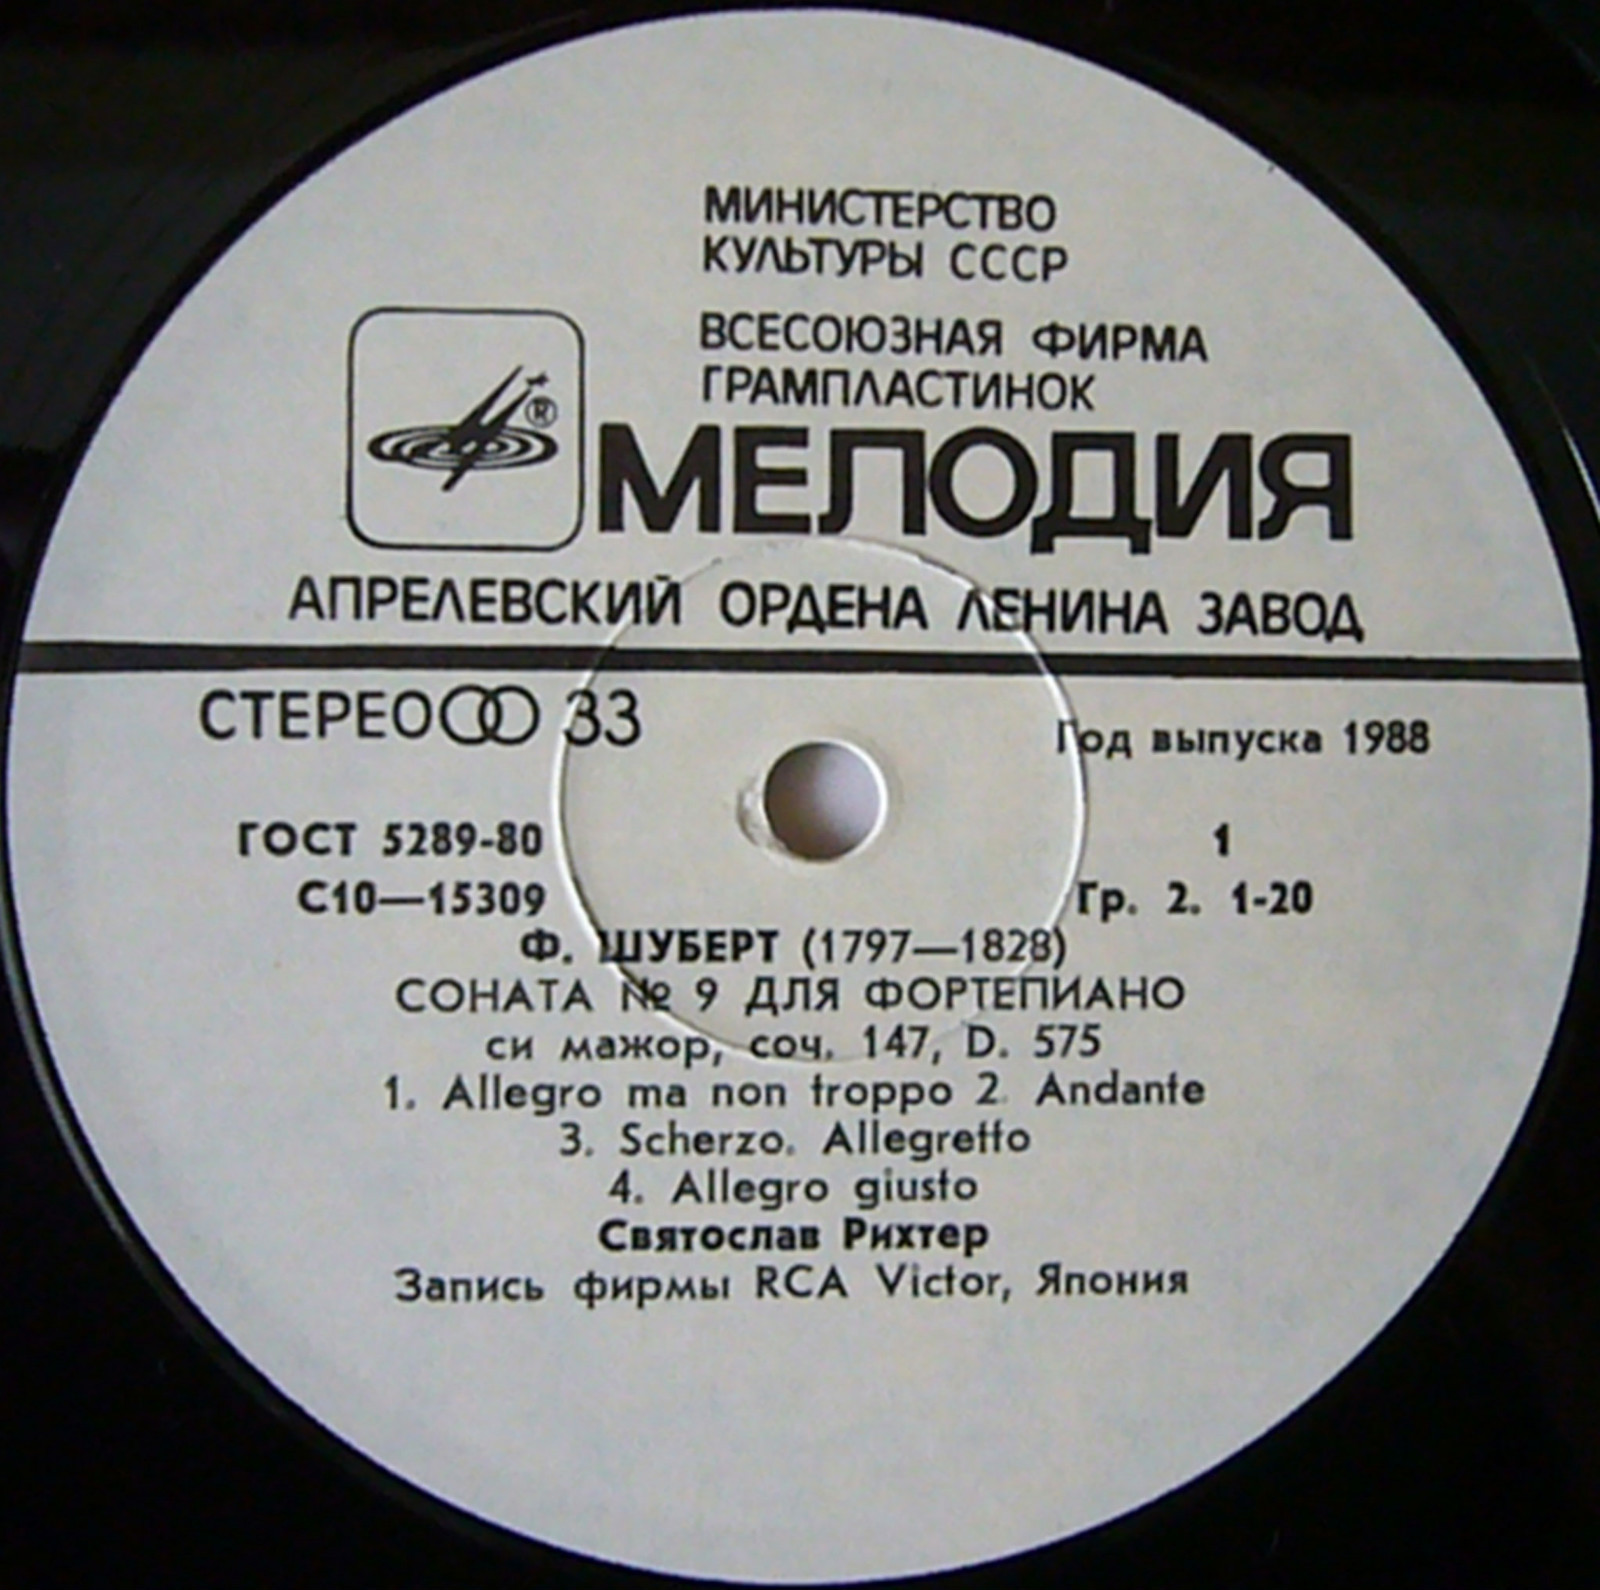 МИНИСТЕРСТВО
КУЛЬТУРЫ СССР
ВСЕСОЮЗНАЯ ФИРМА
ГРАМПЛАСТИНОК
®
МЕЛОДИЯ
АПРЕЛЕВСКИЙ ОРДЕНА ЛЕНИНА ЗАВОД
СТЕРЕО 33
Год выпуска 1988
ГОСТ 5289-80
1
С10—15309
Гр. 2. 1-20
Ф. ШУБЕРТ (1797—1828)
СОНАТА № 9 ДЛЯ ФОРТЕПИАНО
си мажор, соч. 147, D. 575
1. Allegro ma non troppo 2. Andante
3. Scherzo. Allegretto
4. Allegro giusto
Святослав Рихтер
Запись фирмы RCA Victor, Япония